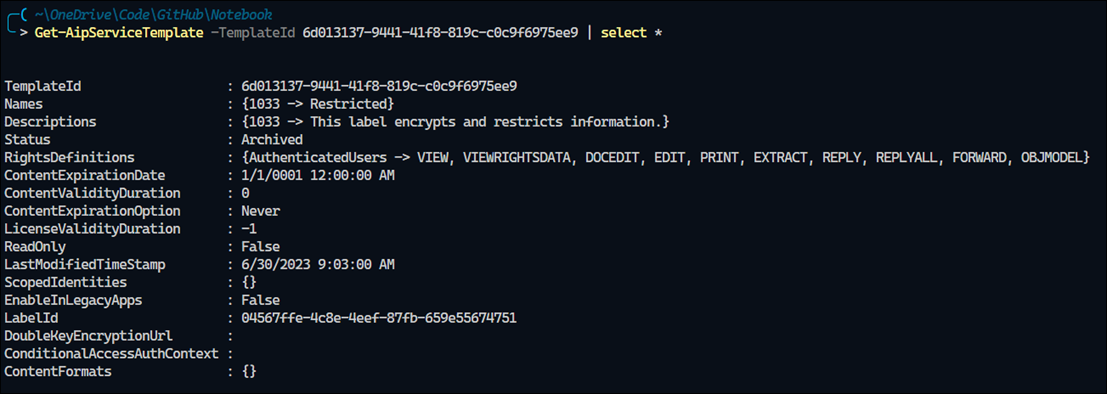 ~\OneDrive\Code\GitHub\Notebook
> Get-AipServiceTemplate -TemplateId 6d013137-9441-41f8-819c-c0c9f6975ee9 | select *
TemplateId : 6d013137-9441-41f8-819c-c0c9f6975ee9
Names : {1033 -> Restricted}
Descriptions : {1033 -> This label encrypts and restricts information.}
Status : Archived
RightsDefinitions : {AuthenticatedUsers -> VIEW, VIEWRIGHTSDATA, DOCEDIT, EDIT, PRINT, EXTRACT, REPLY, REPLYALL, FORWARD, OBJMODEL}
ContentExpirationDate : 1/1/0001 12:00:00 AM
ContentValidityDuration : 0
ContentExpirationOption : Never
LicenseValidityDuration : -1
ReadOnly : False
LastModifiedTimeStamp : 6/30/2023 9:03:00 AM
ScopedIdentities : {}
EnableInLegacyApps : False
LabelId : 04567ffe-4c8e-4eef-87fb-659e55674751
DoubleKeyEncryptionUrl :
ConditionalAccessAuthContext :
ContentFormats : {}